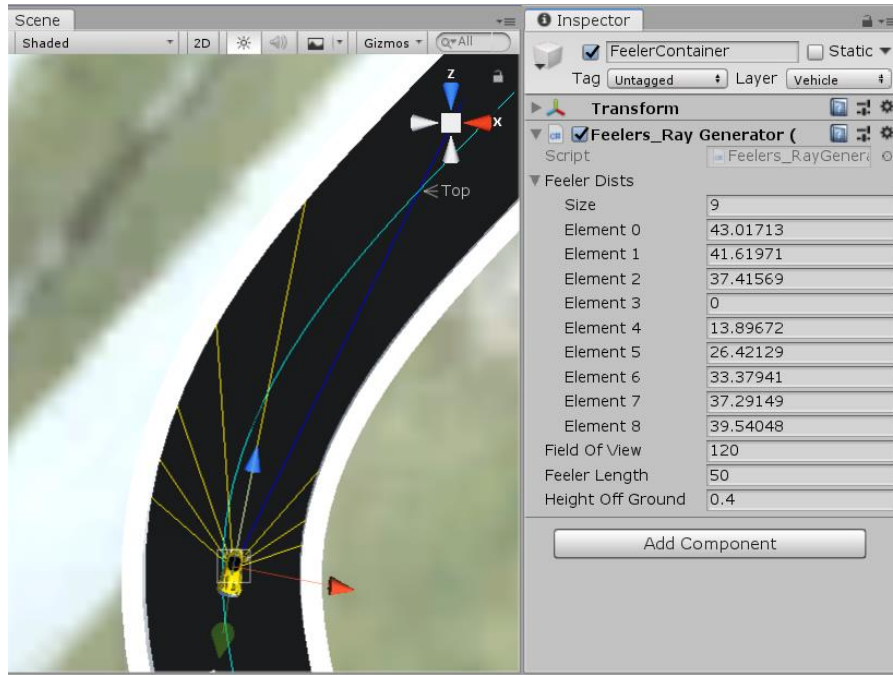 Scene
Shaded 2D Gizmos Q▾All
z
x
Top
Inspector
FeelerContainer Static
Tag Untagged Layer Vehicle
Transform
Feelers_Ray Generator (
Script Feelers_RayGenera
Feeler Dists
Size 9
Element 0 43.01713
Element 1 41.61971
Element 2 37.41569
Element 3 0
Element 4 13.89672
Element 5 26.42129
Element 6 33.37941
Element 7 37.29149
Element 8 39.54048
Field Of View 120
Feeler Length 50
Height Off Ground 0.4
Add Component